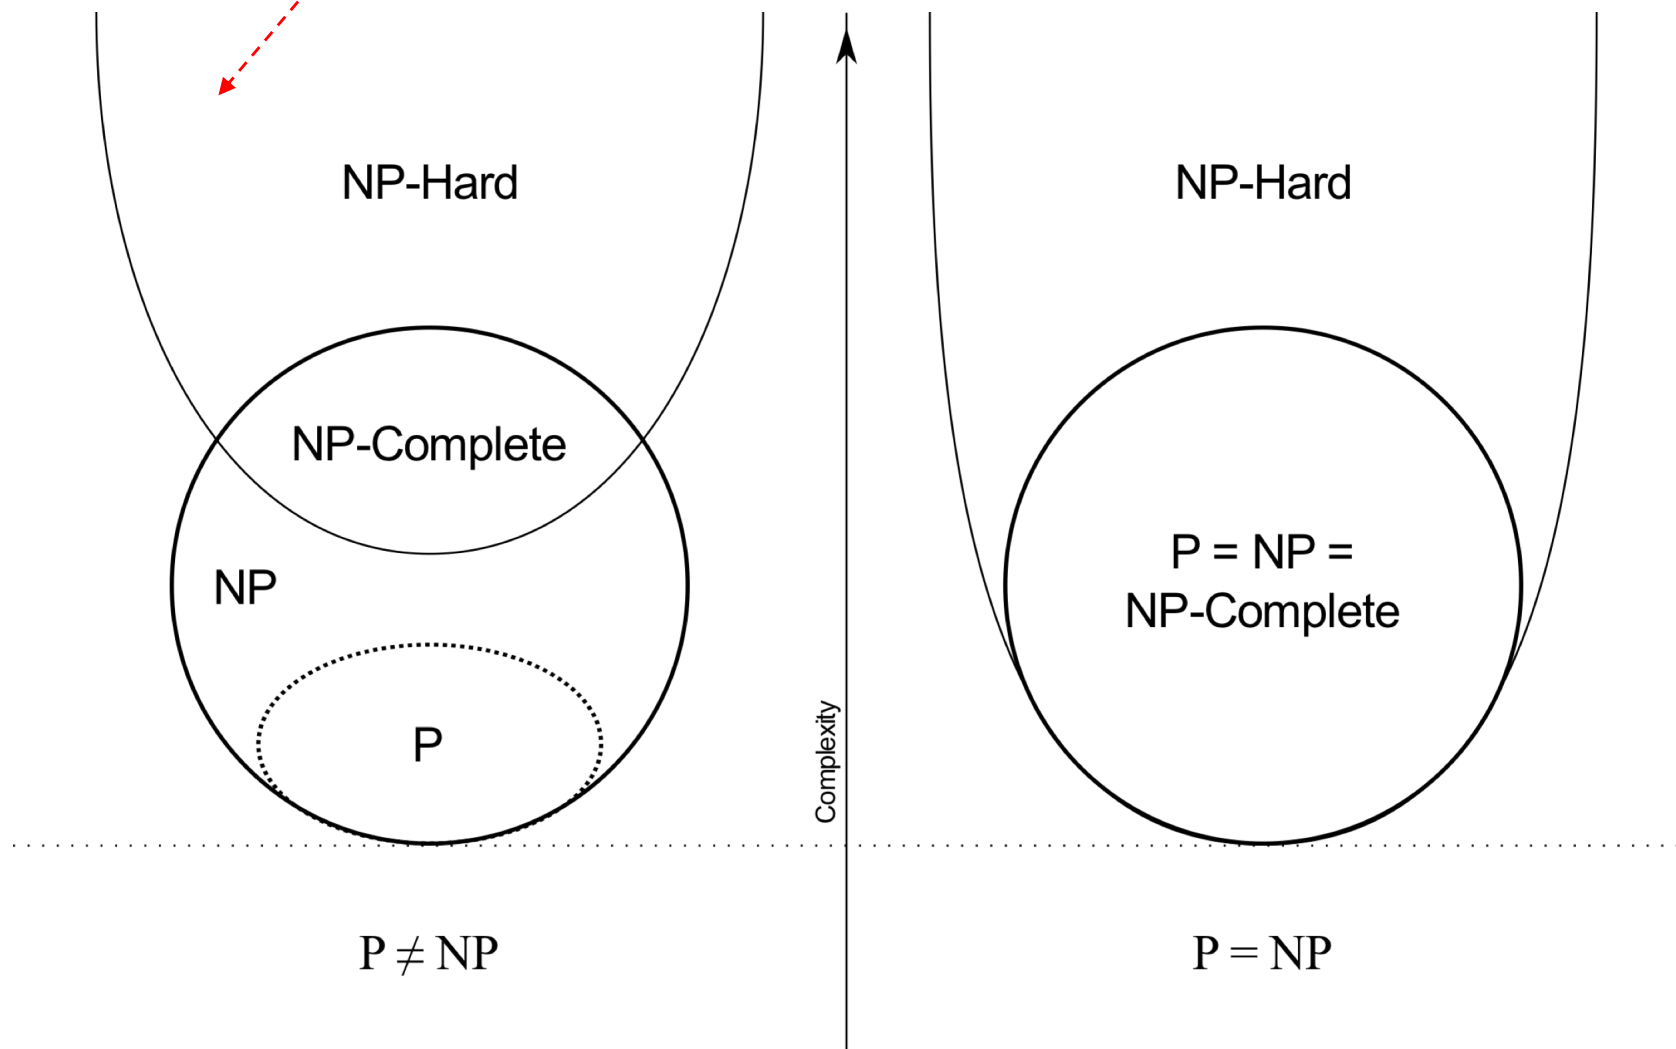 NP-Hard
NP-Complete
NP
P
P ≠ NP
Complexity
NP-Hard
P = NP =
NP-Complete
P = NP